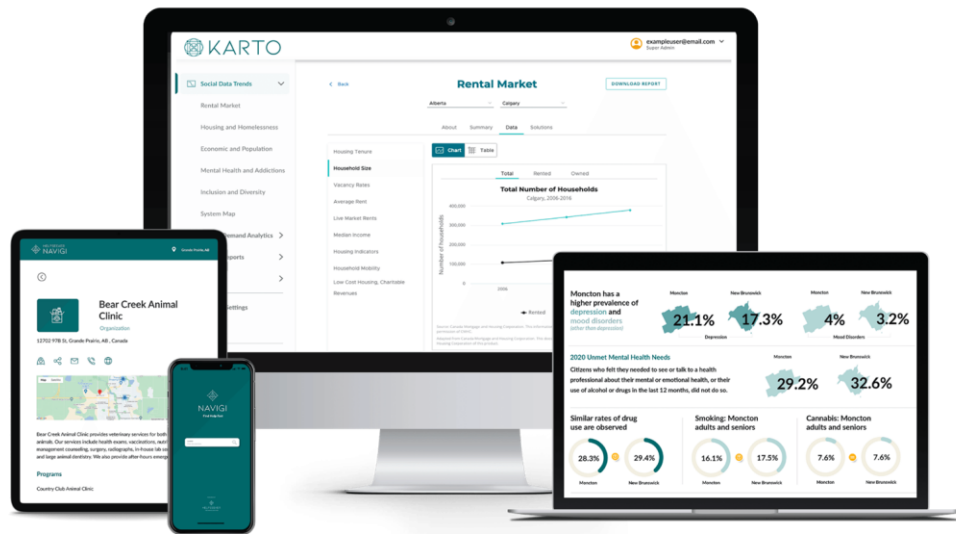 KARTO
exampleuser@email.com
Super Admin
Social Data Trends
Rental Market
Housing and Homelessness
Economic and Population
Mental Health and Addictions
Inclusion and Diversity
System Map
Demand Analytics
Reports
Settings
Back
Rental Market
DOWNLOAD REPORT
Alberta
Calgary
About Summary Data Solutions
Housing Tenure
Household Size
Vacancy Rates
Average Rent
Low Market Rents
Median Income
Housing Indicators
Household Mobility
Low Cost Housing, Charitable
Revenues
Chart Table
Total Rented Owned
Total Number of Households
Calgary, 2006-2016
Number of households
400,000
300,000
200,000
100,000
0
2006
Rented
NAVIGI
Grande Prairie, AB
Bear Creek Animal
Clinic
Organization
12702 97B St, Grande Prairie, AB , Canada
Bear Creek Animal Clinic provides veterinary services for both
animals. Our services include health exams, vaccinations,
management counseling, surgery, radiographs, in-house lab
and large animal dentistry. We also provide after-hours
Programs
Country Club Animal Clinic
NAVIGI
Moncton has a
higher prevalence of
depression and
mood disorders
(other than depression)
Moncton New Brunswick
21.1% 17.3%
Depression
Moncton New Brunswick
4% 3.2%
Mood Disorders
2020 Unmet Mental Health Needs
Citizens who felt they needed to see or talk to a health
professional about their mental or emotional health, or their
use of alcohol or drugs in the last 12 months, did not do so.
Moncton New Brunswick
29.2% 32.6%
Similar rates of drug
use are observed
28.3% 29.4%
Moncton New Brunswick
Smoking: Moncton
adults and seniors
16.1% 17.5%
Moncton New Brunswick
Cannabis: Moncton
adults and seniors
7.6% 7.6%
Moncton New Brunswick